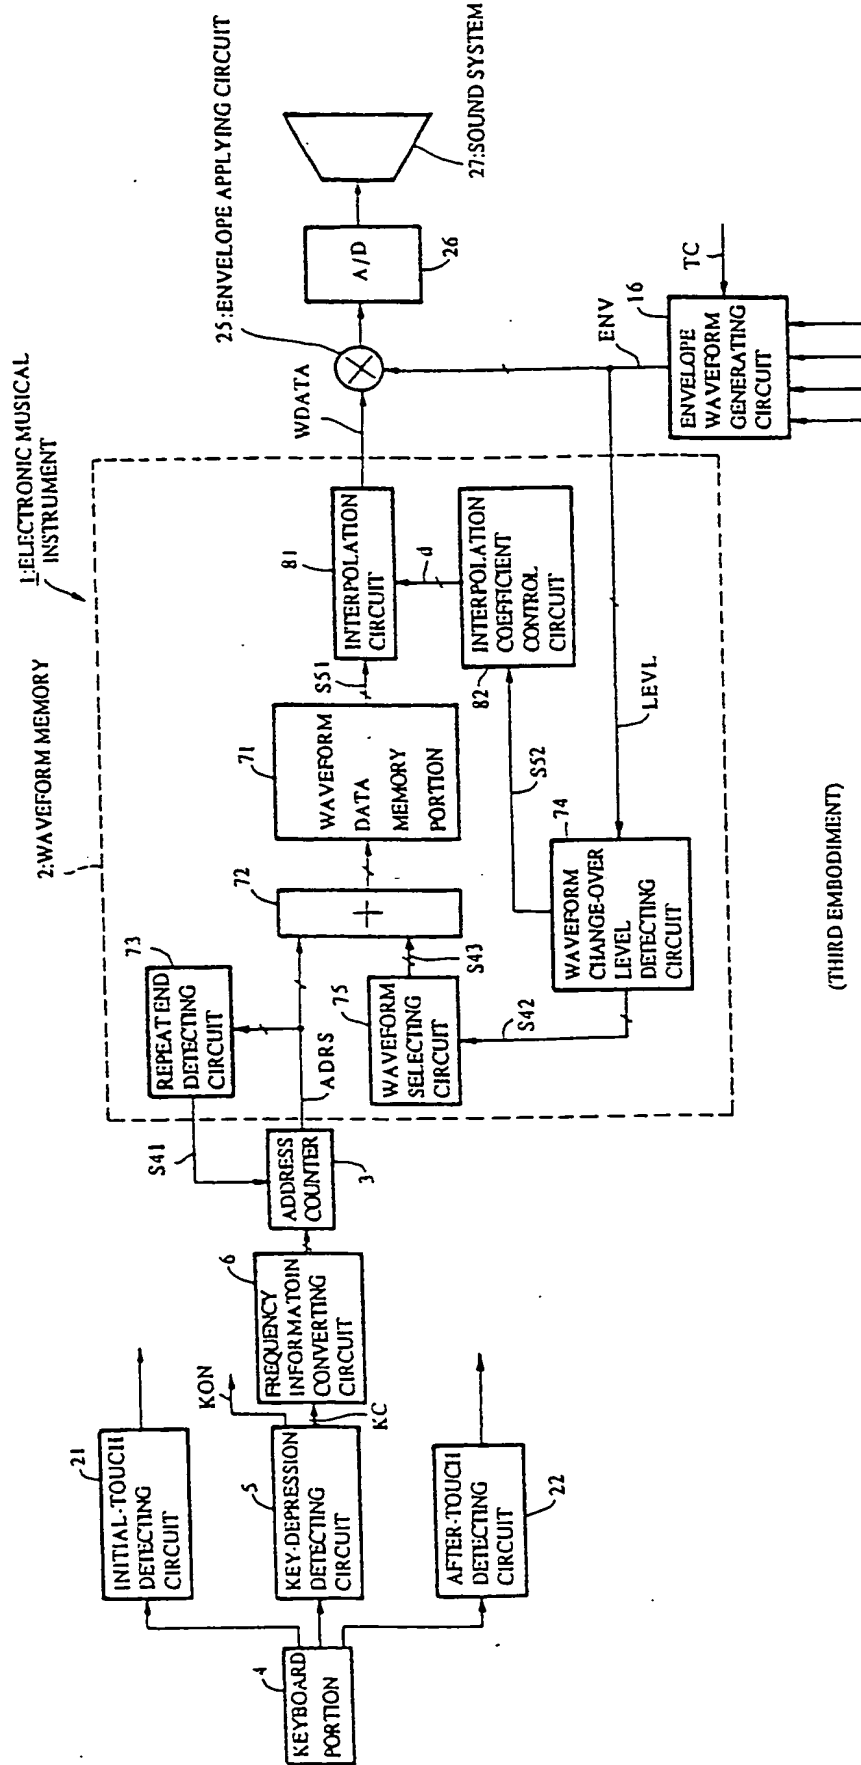 1:ELECTRONIC MUSICAL
INSTRUMENT
2:WAVEFORM MEMORY
25:ENVELOPE APPLYING CIRCUIT
27:SOUND SYSTEM
A/D
26
WDATA
ENV
16
TC
ENVELOPE
WAVEFORM
GENERATING
CIRCUIT
81
INTERPOLATION
CIRCUIT
d
INTERPOLATION
COEFFICIENT
CONTROL
CIRCUIT
82
S51
71
WAVEFORM
DATA
MEMORY
PORTION
S52
LEVL
72
+
S43
74
WAVEFORM
CHANGE-OVER
LEVEL
DETECTING
CIRCUIT
73
REPEAT END
DETECTING
CIRCUIT
75
WAVEFORM
SELECTING
CIRCUIT
S42
ADRS
S41
ADDRESS
COUNTER
3
6
FREQUENCY
INFORMATOIN
CONVERTING
CIRCUIT
KON
KC
21
INITIAL-TOUCH
DETECTING
CIRCUIT
5
KEY-DEPRESSION
DETECTING
CIRCUIT
AFTER-TOUCH
DETECTING
CIRCUIT
22
4
KEYBOARD
PORTION
(THIRD EMBODIMENT)